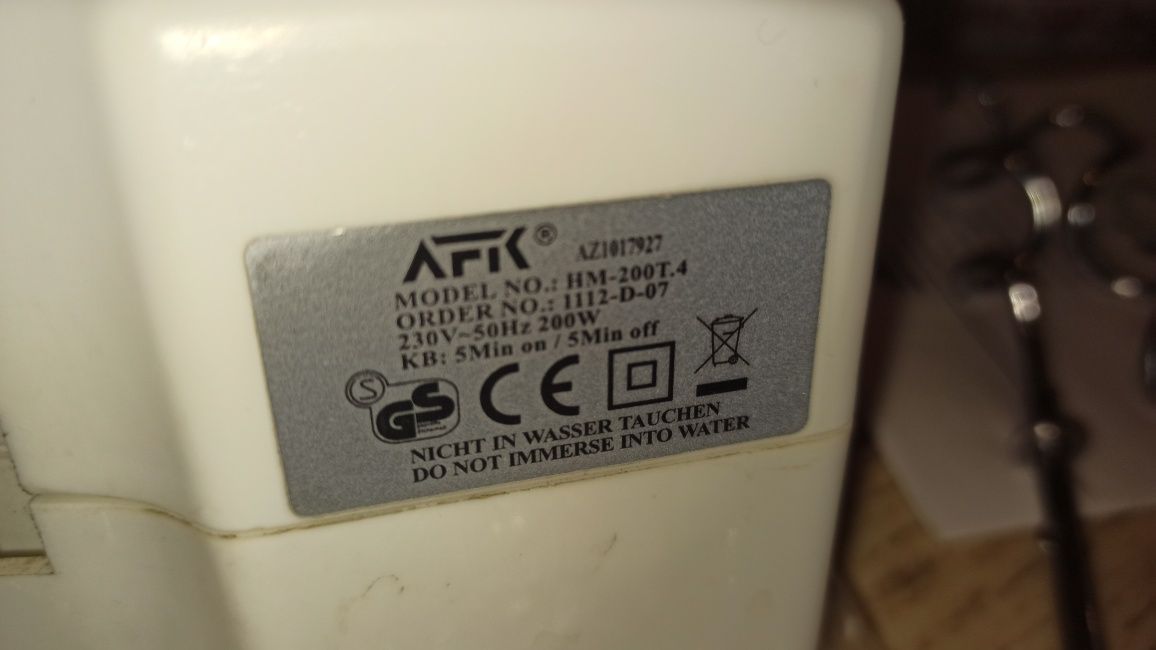 AFK® AZ1017927
MODEL NO.: HM-200T.4
ORDER NO.: 1112-D-07
230V~50Hz 200W
KB: 5Min on / 5Min off
S GS CE
NICHT IN WASSER TAUCHEN
DO NOT IMMERSE INTO WATER